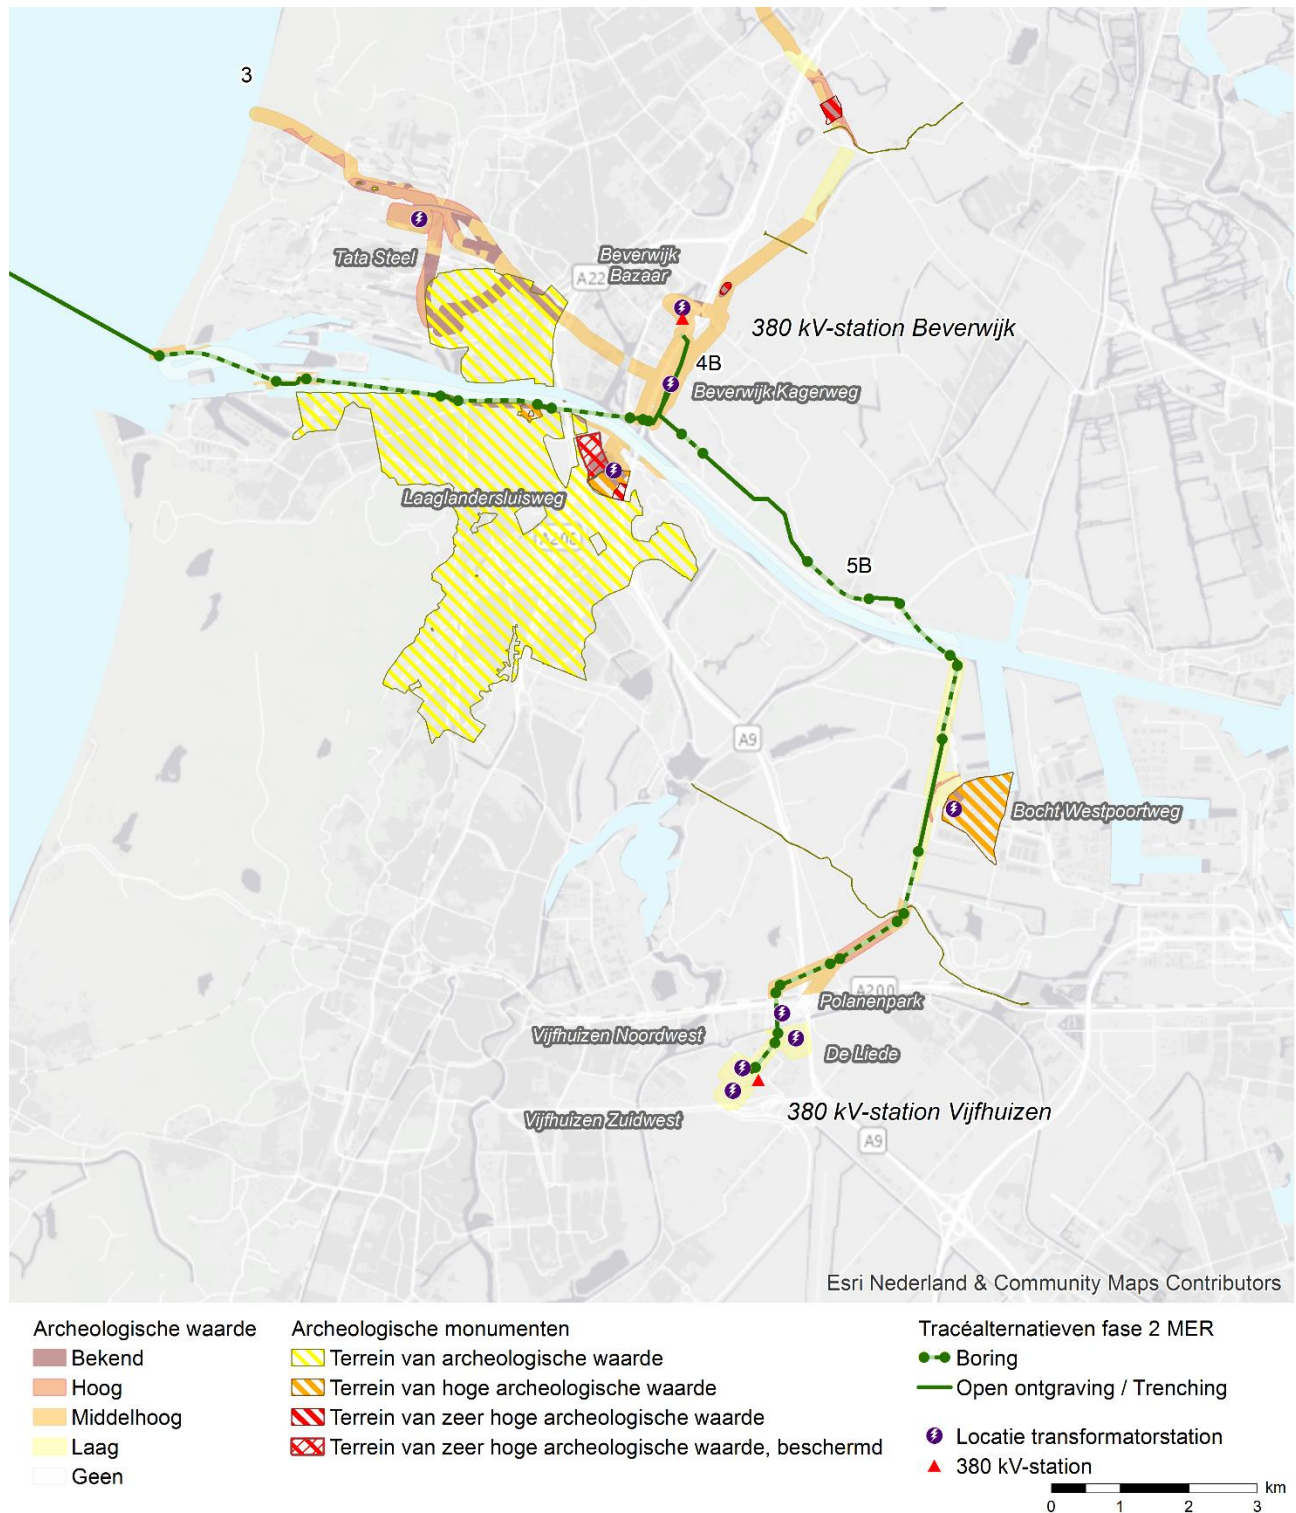 3
Tata Steel
Beverwijk
Bazaar
A22
380 kV-station Beverwijk
4B
Beverwijk Kagerweg
Laaglandersluisweg
A208
5B
A9
Bocht Westpoortweg
A200
Polanenpark
Vijfhuizen Noordwest
De Liede
380 kV-station Vijfhuizen
Vijfhuizen Zuidwest
A9
Esri Nederland & Community Maps Contributors
Archeologische waarde
Bekend
Hoog
Middelhoog
Laag
Geen
Archeologische monumenten
Terrein van archeologische waarde
Terrein van hoge archeologische waarde
Terrein van zeer hoge archeologische waarde
Terrein van zeer hoge archeologische waarde, beschermd
Tracéalternatieven fase 2 MER
Boring
Open ontgraving / Trenching
Locatie transformatorstation
380 kV-station
km
0 1 2 3